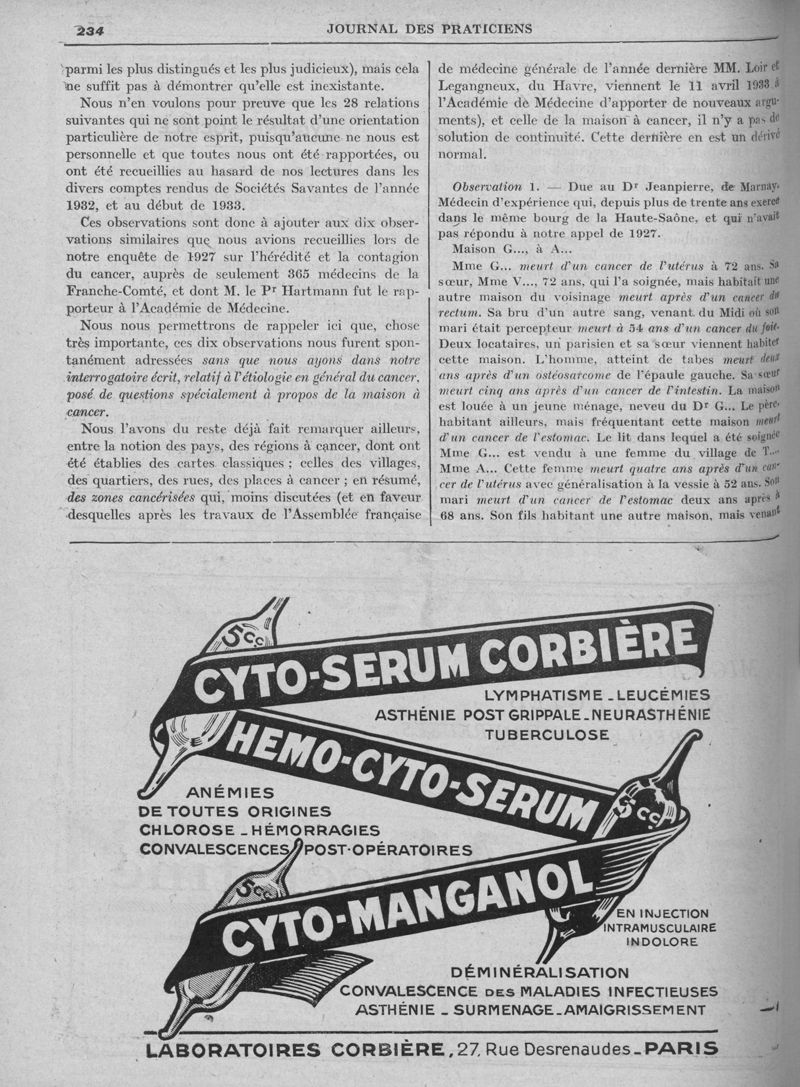 234
JOURNAL DES PRATICIENS
parmi les plus distingués et les plus judicieux), mais cela
ne suffit pas à démontrer qu'elle est inexistante.
Nous n'en voulons pour preuve que les 28 relations
suivantes qui ne sont point le résultat d'une orientation
particulière de notre esprit, puisqu'aucune ne nous est
personnelle et que toutes nous ont été rapportées, ou
ont été recueillies au hasard de nos lectures dans les
divers comptes rendus de Sociétés Savantes de l'année
1932, et au début de 1933.
Ces observations sont donc à ajouter aux dix obser-
vations similaires que nous avions recueillies lors de
notre enquête de 1927 sur l'hérédité et la contagion
du cancer, auprès de seulement 365 médecins de la
Franche-Comté, et dont M. le Pr Hartmann fut le rap-
porteur à l'Académie de Médecine.
Nous nous permettrons de rappeler ici que, chose
très importante, ces dix observations nous furent spon-
tanément adressées sans que nous ayons dans notre
interrogatoire écrit, relatif à l'étiologie en général du cancer,
posé de questions spécialement à propos de la maison à
cancer.
Nous l'avons du reste déjà fait remarquer ailleurs,
entre la notion des pays, des régions à cancer, dont ont
été établies des cartes classiques ; celles des villages,
des quartiers, des rues, des places à cancer ; en résumé,
des zones cancérisées qui, moins discutées (et en faveur
desquelles après les travaux de l'Assemblée française
de médecine générale de l'année dernière MM. Loir et
Legangneux, du Havre, viennent le 11 avril 1933 à
l'Académie de Médecine d'apporter de nouveaux argu-
ments), et celle de la maison à cancer, il n'y a pas de
solution de continuité. Cette dernière en est un dérivé
normal.
Observation 1. — Due au Dr Jeanpierre, de Marnay.
Médecin d'expérience qui, depuis plus de trente ans exerce
dans le même bourg de la Haute-Saône, et qui n'avait
pas répondu à notre appel de 1927.
Maison G..., à A...
Mme G... meurt d'un cancer de l'utérus à 72 ans. Sa
sœur, Mme V..., 72 ans, qui l'a soignée, mais habitait une
autre maison du voisinage meurt après d'un cancer du
rectum. Sa bru d'un autre sang, venant du Midi où son
mari était percepteur meurt à 54 ans d'un cancer du foie.
Deux locataires, un parisien et sa sœur viennent habiter
cette maison. L'homme, atteint de tabes meurt deux
ans après d'un ostéosarcome de l'épaule gauche. Sa sœur
meurt cinq ans après d'un cancer de l'intestin. La maison
est louée à un jeune ménage, neveu du Dr G... Le père,
habitant ailleurs, mais fréquentant cette maison meurt
d'un cancer de l'estomac. Le lit dans lequel a été soignée
Mme G... est vendu à une femme du village de T...
Mme A... Cette femme meurt quatre ans après d'un can-
cer de l'utérus avec généralisation à la vessie à 52 ans. Son
mari meurt d'un cancer de l'estomac deux ans après à
68 ans. Son fils habitant une autre maison, mais venant
5cc
CYTO-SERUM CORBIÈRE
LYMPHATISME - LEUCÉMIES
ASTHÉNIE POST GRIPPALE - NEURASTHÉNIE
TUBERCULOSE
HEMO-CYTO-SERUM
5cc
ANÉMIES
DE TOUTES ORIGINES
CHLOROSE - HÉMORRAGIES
CONVALESCENCES POST-OPÉRATOIRES
5cc
CYTO-MANGANOL
EN INJECTION
INTRAMUSCULAIRE
INDOLORE
DÉMINÉRALISATION
CONVALESCENCE DES MALADIES INFECTIEUSES
ASTHÉNIE - SURMENAGE - AMAIGRISSEMENT
LABORATOIRES CORBIÈRE, 27, Rue Desrenaudes - PARIS